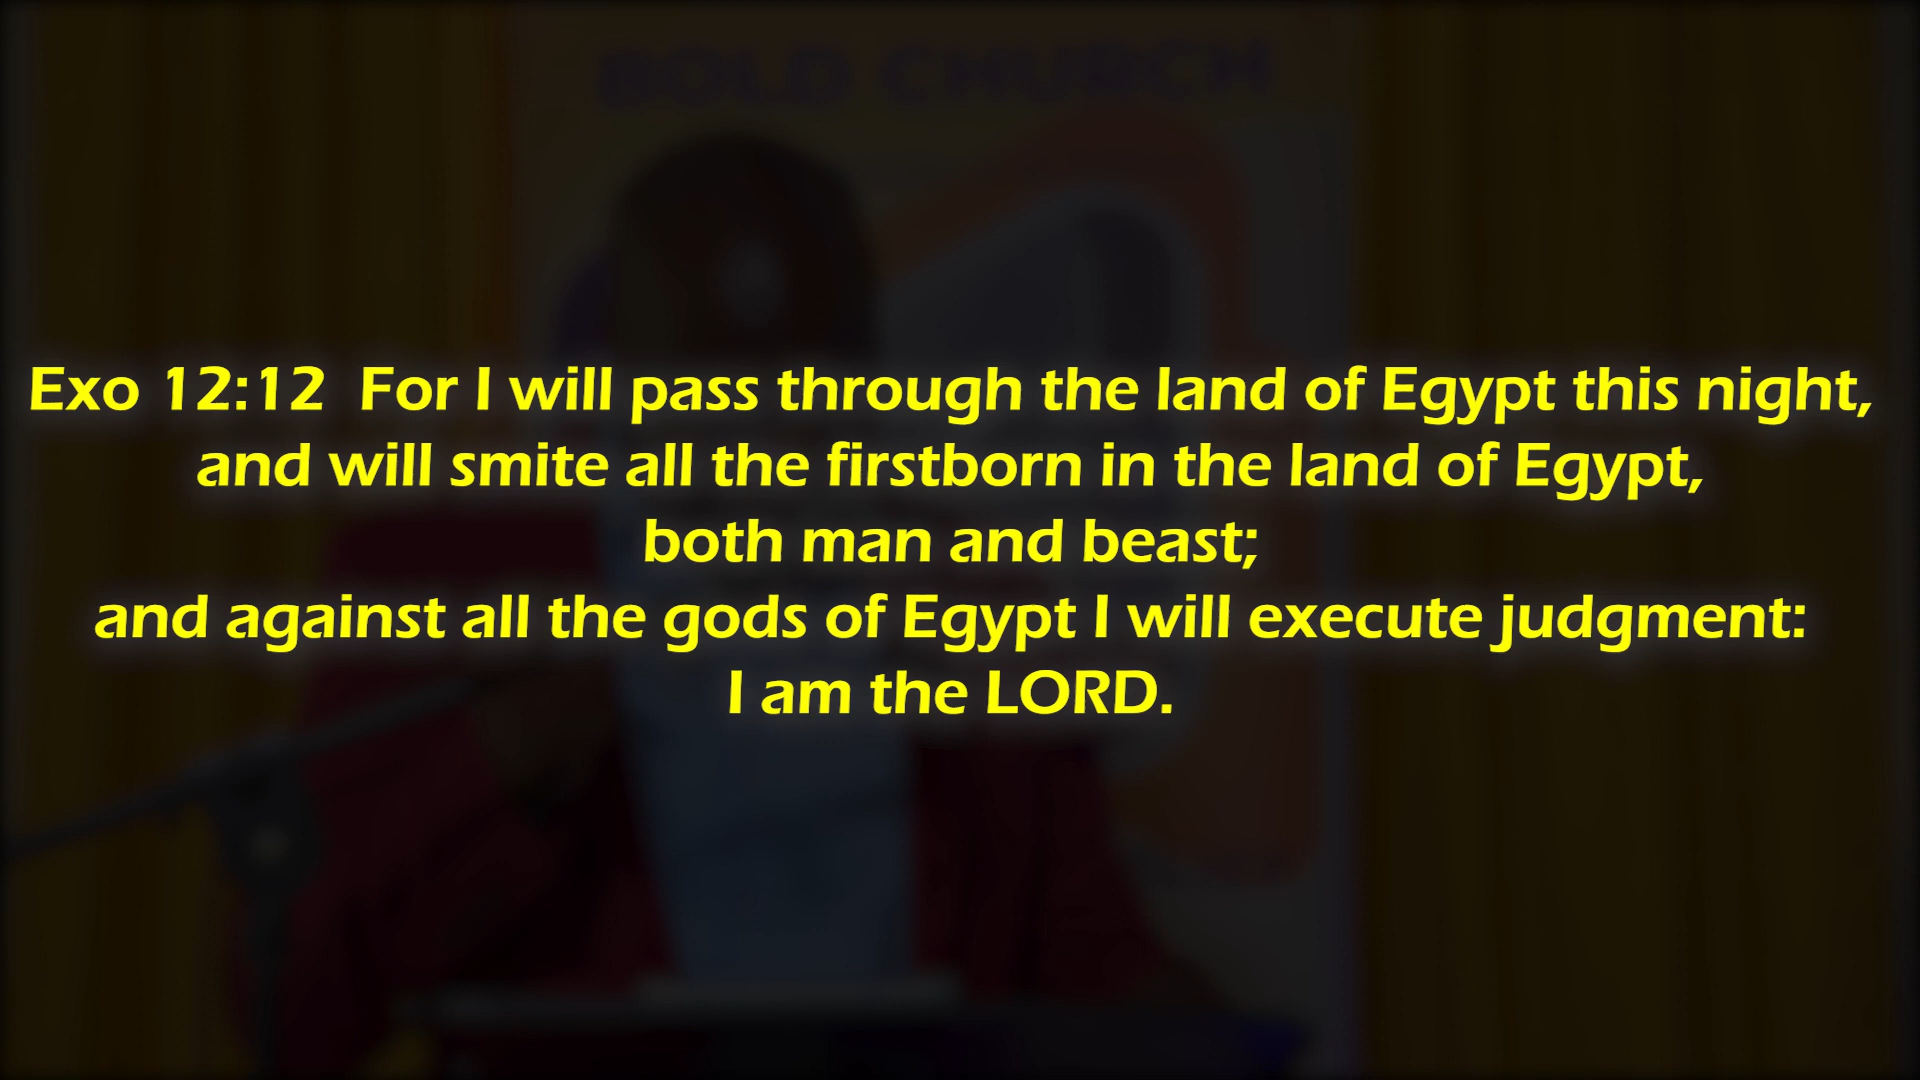 BOLD CHURCH
Exo 12:12  For I will pass through the land of Egypt this night,
and will smite all the firstborn in the land of Egypt,
both man and beast;
and against all the gods of Egypt I will execute judgment:
I am the LORD.